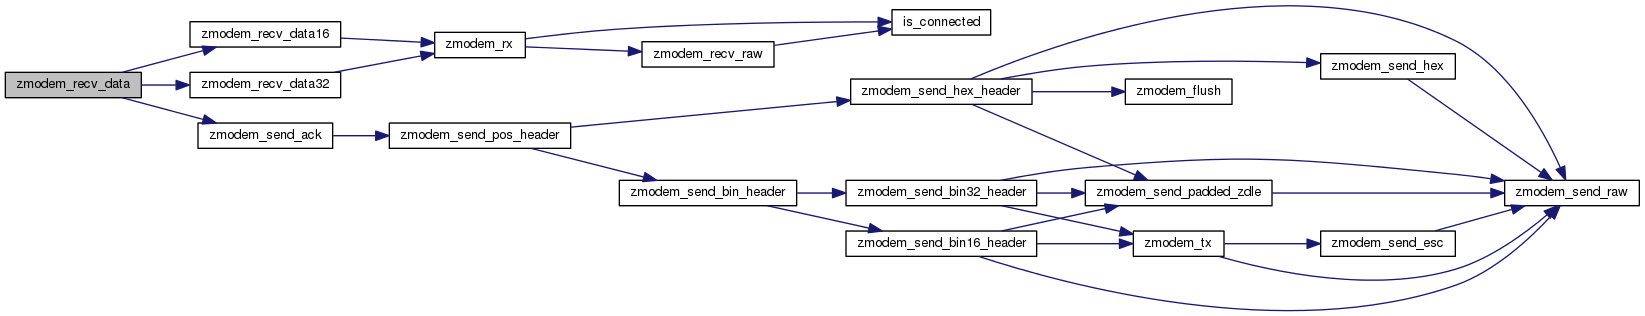 zmodem_recv_data
zmodem_recv_data16
zmodem_recv_data32
zmodem_send_ack
zmodem_rx
zmodem_send_pos_header
is_connected
zmodem_recv_raw
zmodem_send_hex_header
zmodem_send_bin_header
zmodem_send_bin32_header
zmodem_send_bin16_header
zmodem_send_hex
zmodem_flush
zmodem_send_padded_zdle
zmodem_tx
zmodem_send_esc
zmodem_send_raw